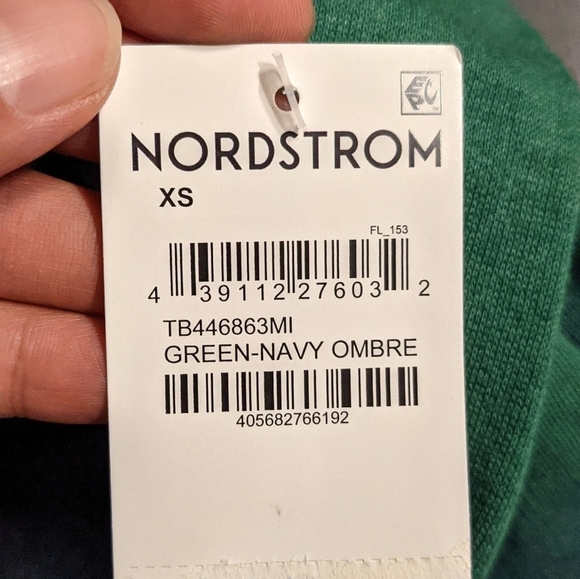 EPC
NORDSTROM
XS
FL_153
4 39112 27603 2
TB446863MI
GREEN-NAVY OMBRE
405682766192